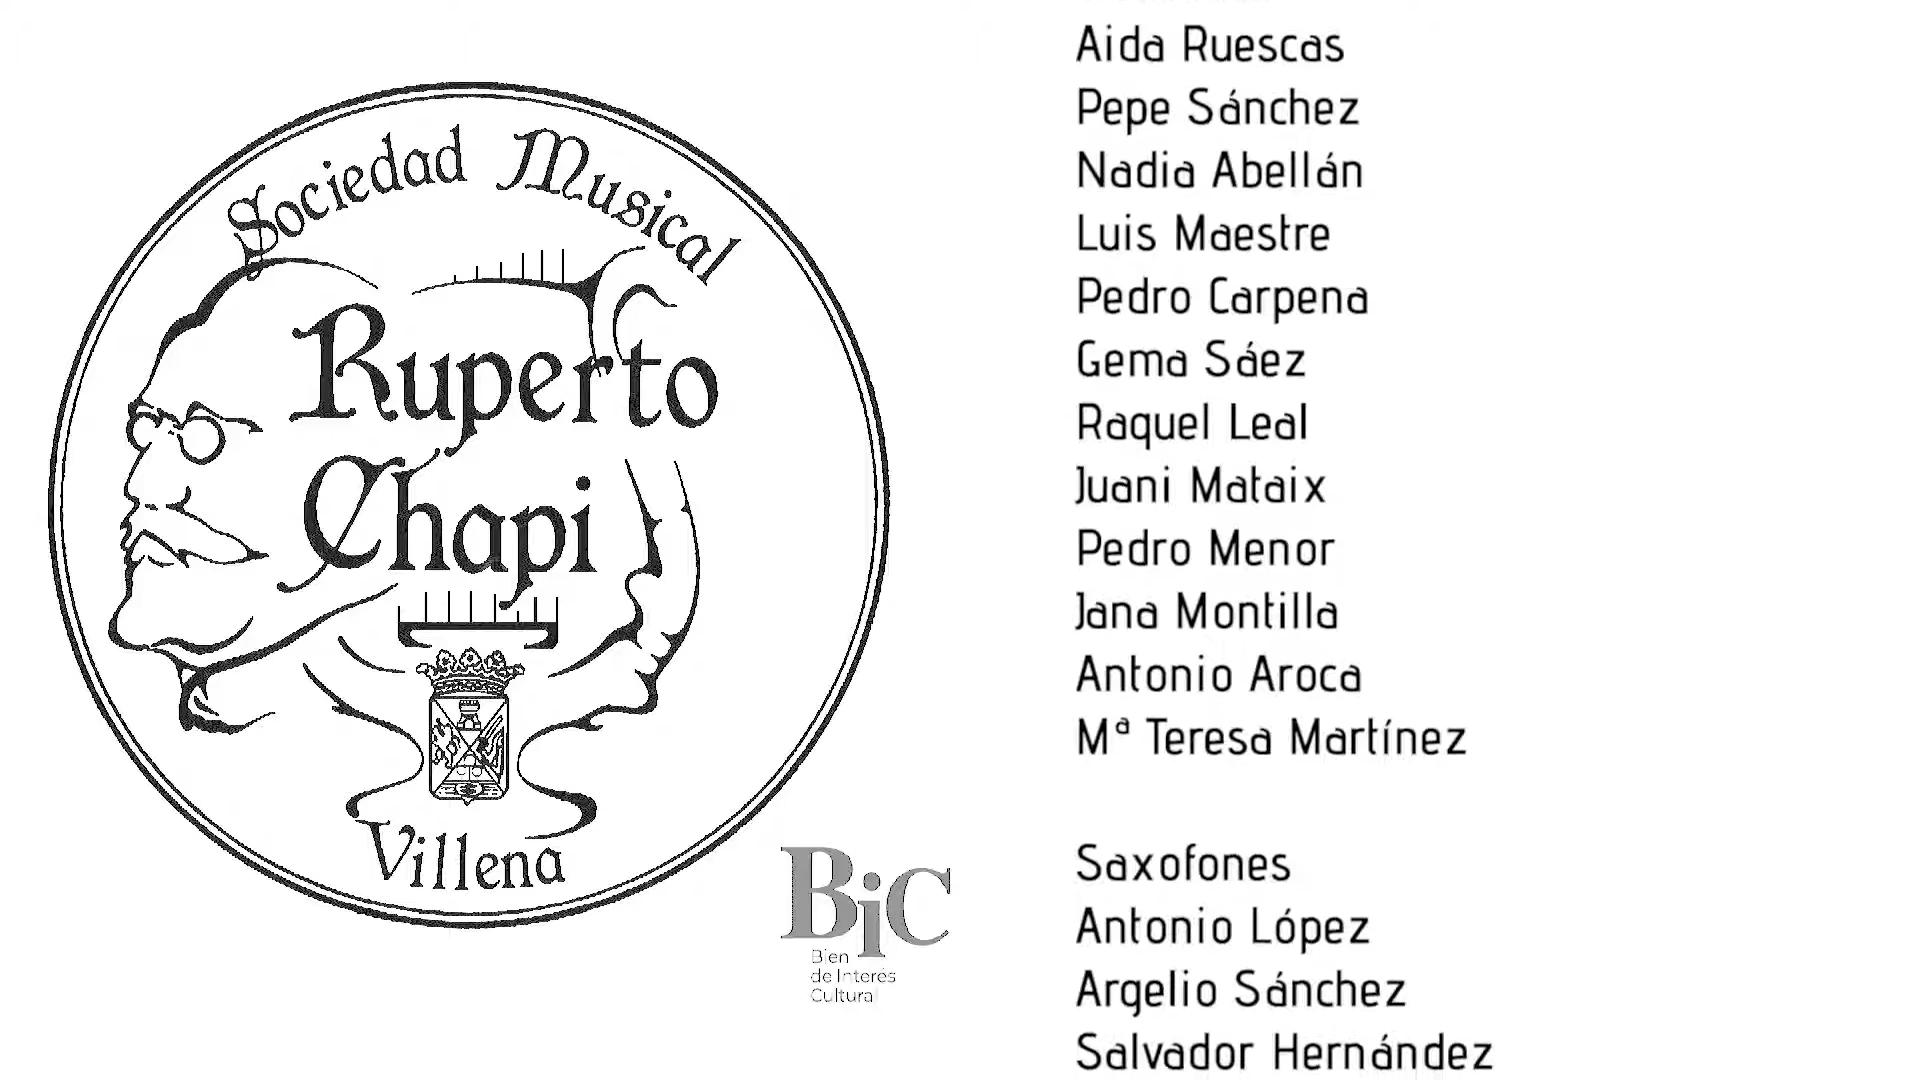 Sociedad Musical
Ruperto
Chapi
Villena
BiC
Bien
de Interés
Cultural
Aida Ruescas
Pepe Sánchez
Nadia Abellán
Luis Maestre
Pedro Carpena
Gema Sáez
Raquel Leal
Juani Mataix
Pedro Menor
Jana Montilla
Antonio Aroca
Mª Teresa Martínez
Saxofones
Antonio López
Argelio Sánchez
Salvador Hernández